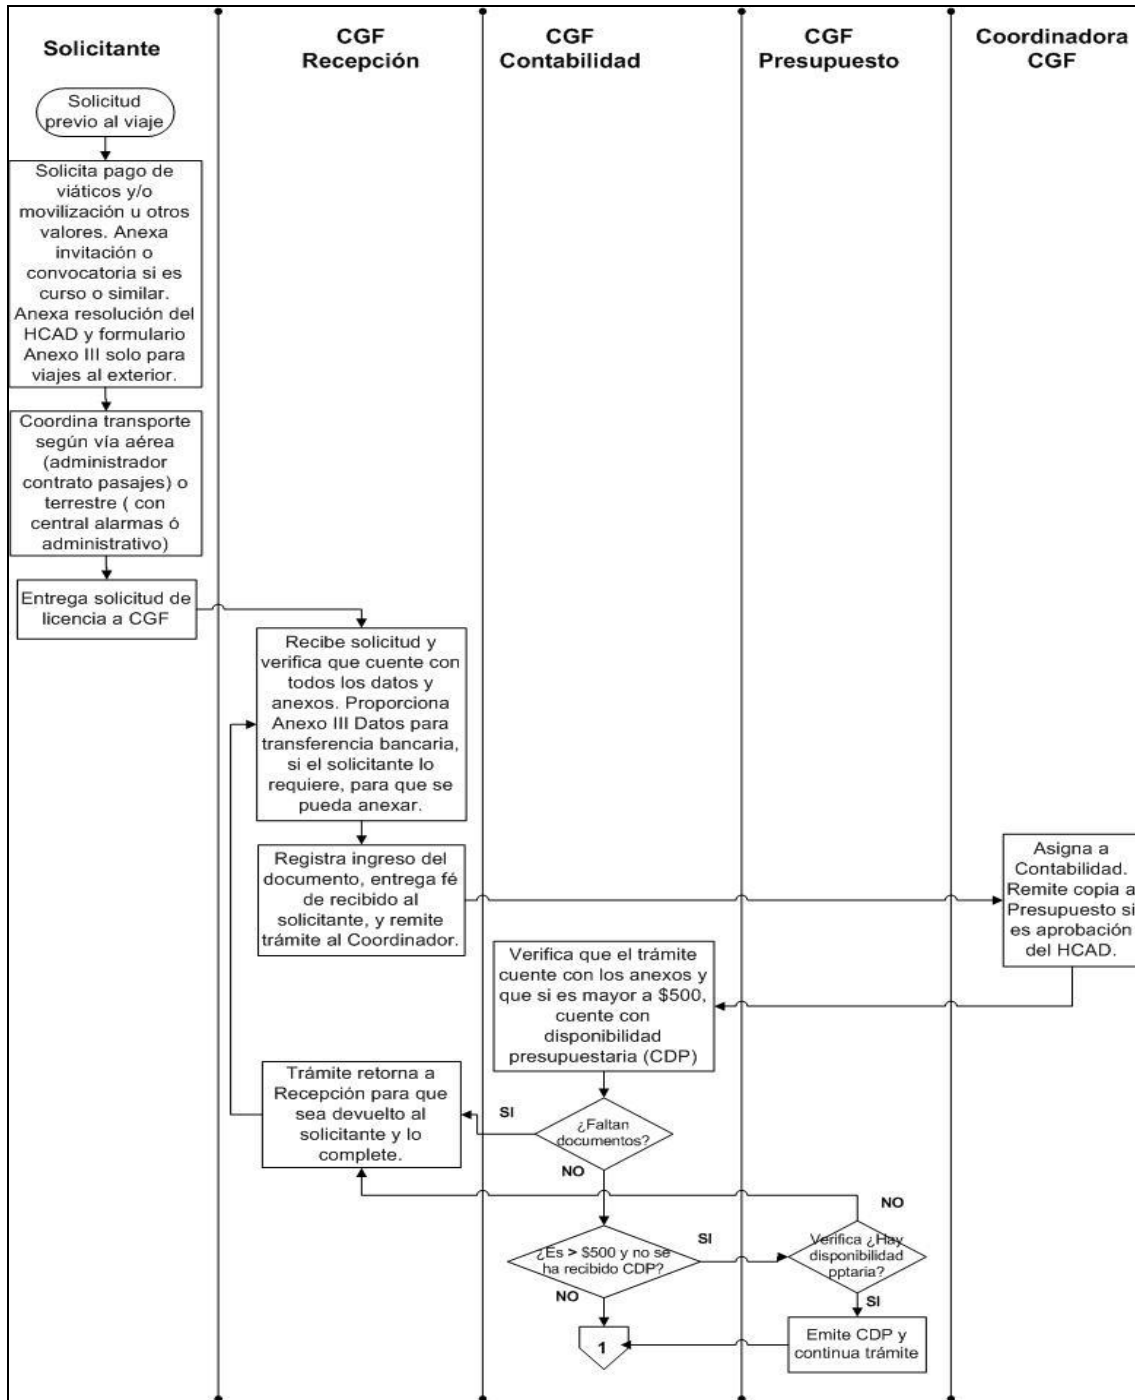 Solicitante
CGF
Recepción
CGF
Contabilidad
CGF
Presupuesto
Coordinadora
CGF
Solicitud
previo al viaje
Solicita pago de
viáticos y/o
movilización u otros
valores. Anexa
invitación o
convocatoria si es
curso o similar.
Anexa resolución del
HCAD y formulario
Anexo III solo para
viajes al exterior.
Coordina transporte
según vía aérea
(administrador
contrato pasajes) o
terrestre ( con
central alarmas ó
administrativo)
Entrega solicitud de
licencia a CGF
Recibe solicitud y
verifica que cuente con
todos los datos y
anexos. Proporciona
Anexo III Datos para
transferencia bancaria,
si el solicitante lo
requiere, para que se
pueda anexar.
Registra ingreso del
documento, entrega fé
de recibido al
solicitante, y remite
trámite al Coordinador.
Asigna a
Contabilidad.
Remite copia a
Presupuesto si
es aprobación
del HCAD.
Verifica que el trámite
cuente con los anexos y
que si es mayor a $500,
cuente con
disponibilidad
presupuestaria (CDP)
Trámite retorna a
Recepción para que
sea devuelto al
solicitante y lo
complete.
SI
¿Faltan
documentos?
NO
¿Es > $500 y no se
ha recibido CDP?
SI
NO
Verifica ¿Hay
disponibilidad
pptaria?
NO
SI
Emite CDP y
continua trámite
1